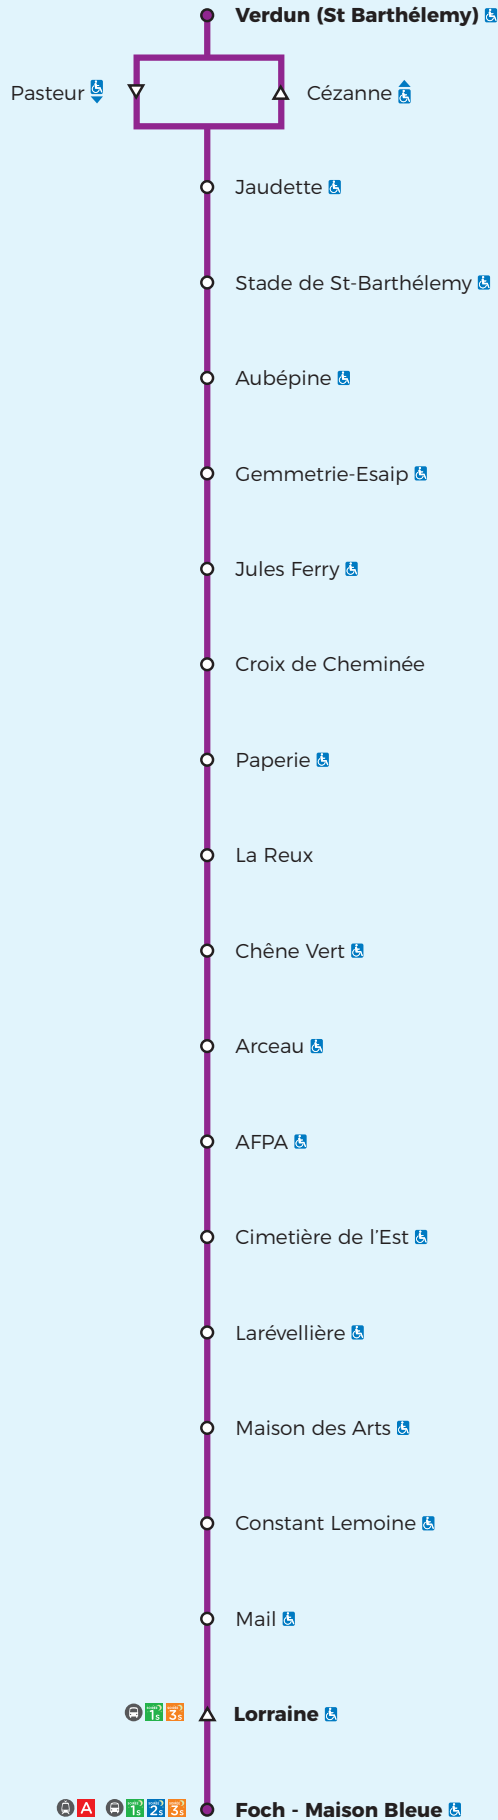 Verdun (St Barthélemy)
Pasteur
Cézanne
Jaudette
Stade de St-Barthélemy
Aubépine
Gemmetrie-Esaip
Jules Ferry
Croix de Cheminée
Paperie
La Reux
Chêne Vert
Arceau
AFPA
Cimetière de l'Est
Larévellière
Maison des Arts
Constant Lemoine
Mail
1s 3s Lorraine
A 1s 2s 3s Foch - Maison Bleue